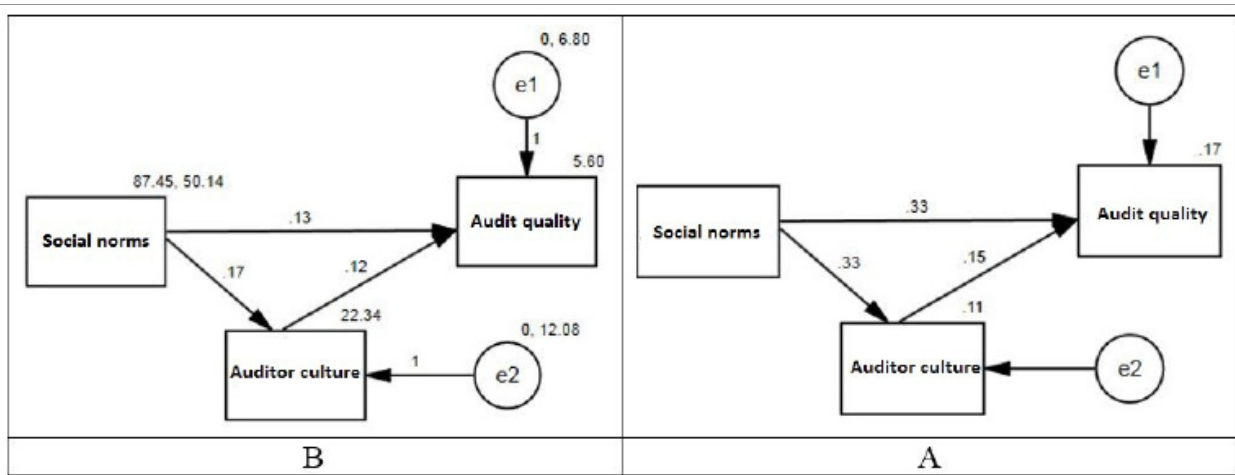 0, 6.80
e1
1
5.60
87.45, 50.14
Audit quality
Social norms
.13
.17
.12
22.34
0, 12.08
Auditor culture
1
e2
B
e1
.17
Audit quality
Social norms
.33
.33
.15
.11
Auditor culture
e2
A